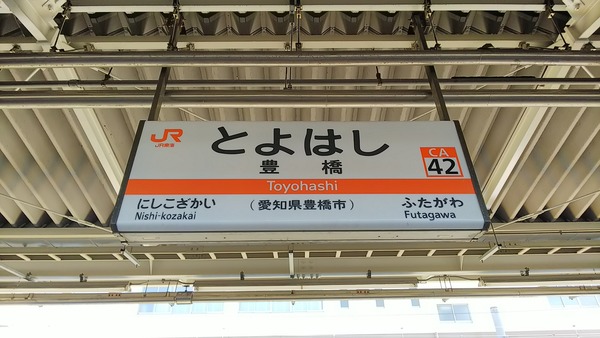 JR
JR東海
とよはし
豊橋
CA
42
Toyohashi
にしこざかい
Nishi-kozakai
（愛知県豊橋市）
ふたがわ
Futagawa